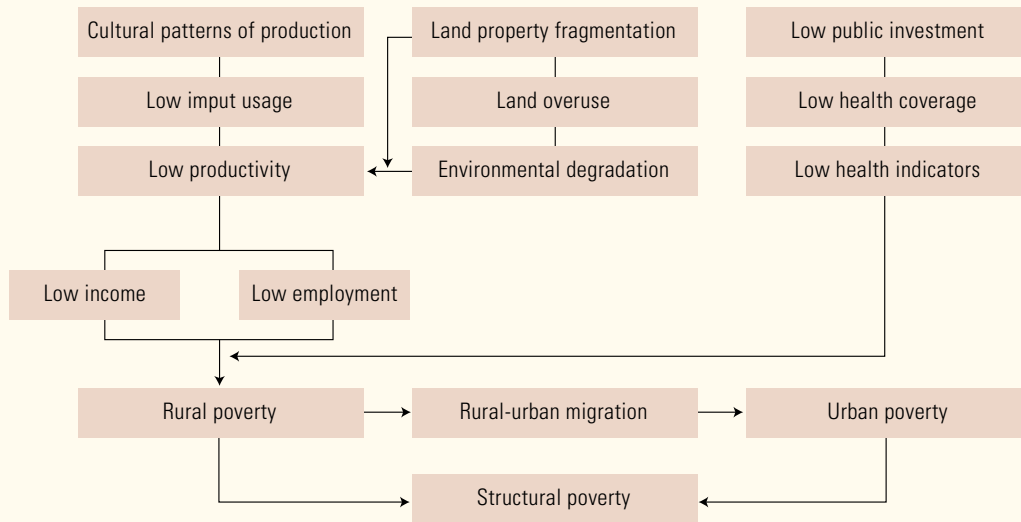 Cultural patterns of production
Land property fragmentation
Low public investment
Low imput usage
Land overuse
Low health coverage
Low productivity
Environmental degradation
Low health indicators
Low income
Low employment
Rural poverty
Rural-urban migration
Urban poverty
Structural poverty